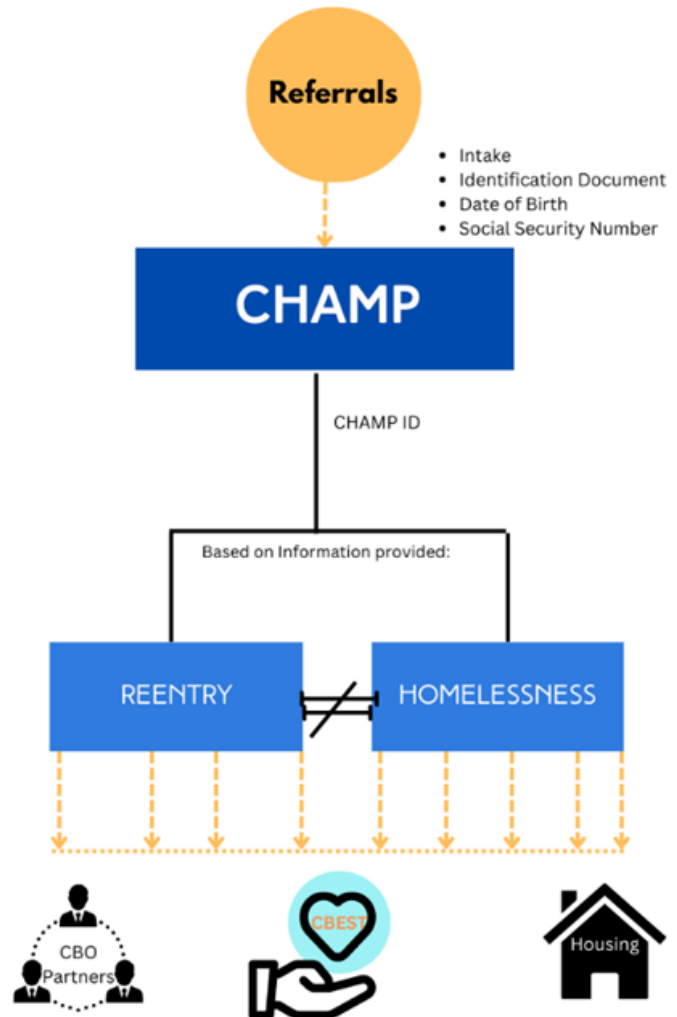 Referrals
• Intake
• Identification Document
• Date of Birth
• Social Security Number
CHAMP
CHAMP ID
Based on Information provided:
REENTRY
HOMELESSNESS
CBO
Partners
CBEST
Housing